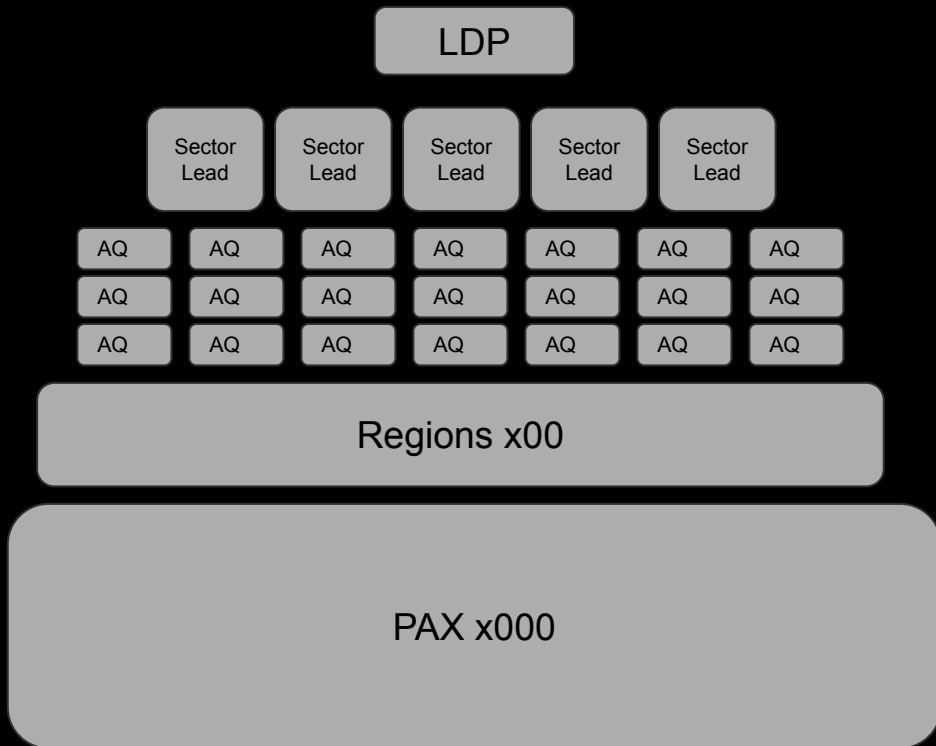 LDP
Sector Sector Sector Sector Sector
Lead Lead Lead Lead Lead
AQ AQ AQ AQ AQ AQ AQ
AQ AQ AQ AQ AQ AQ AQ
AQ AQ AQ AQ AQ AQ AQ
Regions x00
PAX x000